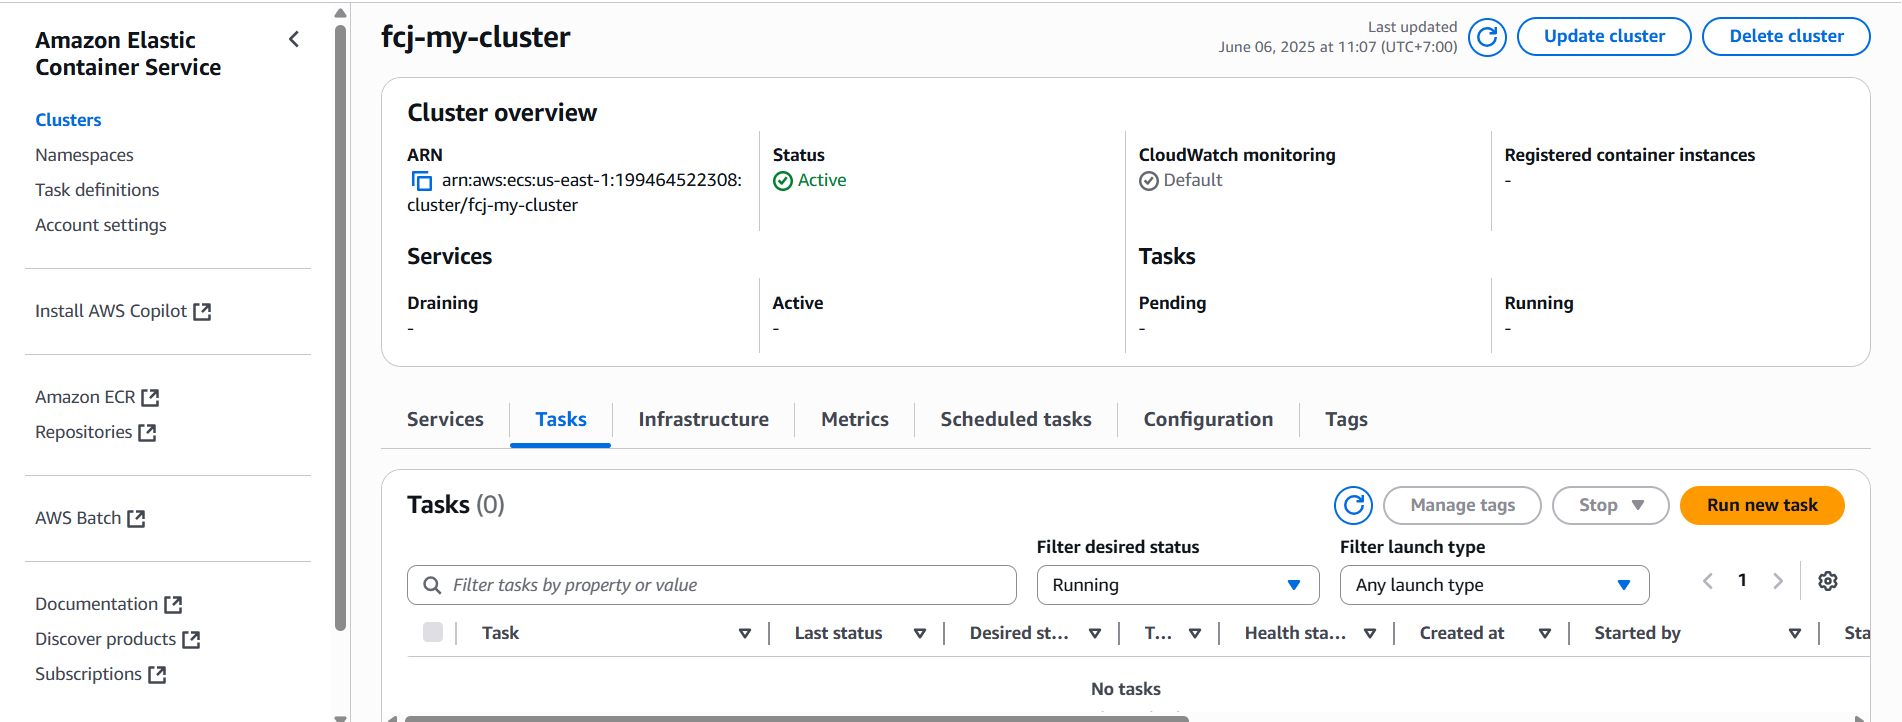 Amazon Elastic
Container Service
Clusters
Namespaces
Task definitions
Account settings
Install AWS Copilot
Amazon ECR
Repositories
AWS Batch
Documentation
Discover products
Subscriptions
fcj-my-cluster
Last updated
June 06, 2025 at 11:07 (UTC+7:00)
Update cluster
Delete cluster
Cluster overview
ARN
arn:aws:ecs:us-east-1:199464522308:
cluster/fcj-my-cluster
Status
Active
CloudWatch monitoring
Default
Registered container instances
-
Services
Draining
-
Active
-
Tasks
Pending
-
Running
-
Services Tasks Infrastructure Metrics Scheduled tasks Configuration Tags
Tasks (0)
Manage tags
Stop
Run new task
Filter tasks by property or value
Filter desired status
Running
Filter launch type
Any launch type
1
Task Last status Desired st... T... Health sta... Created at Started by Sta
No tasks